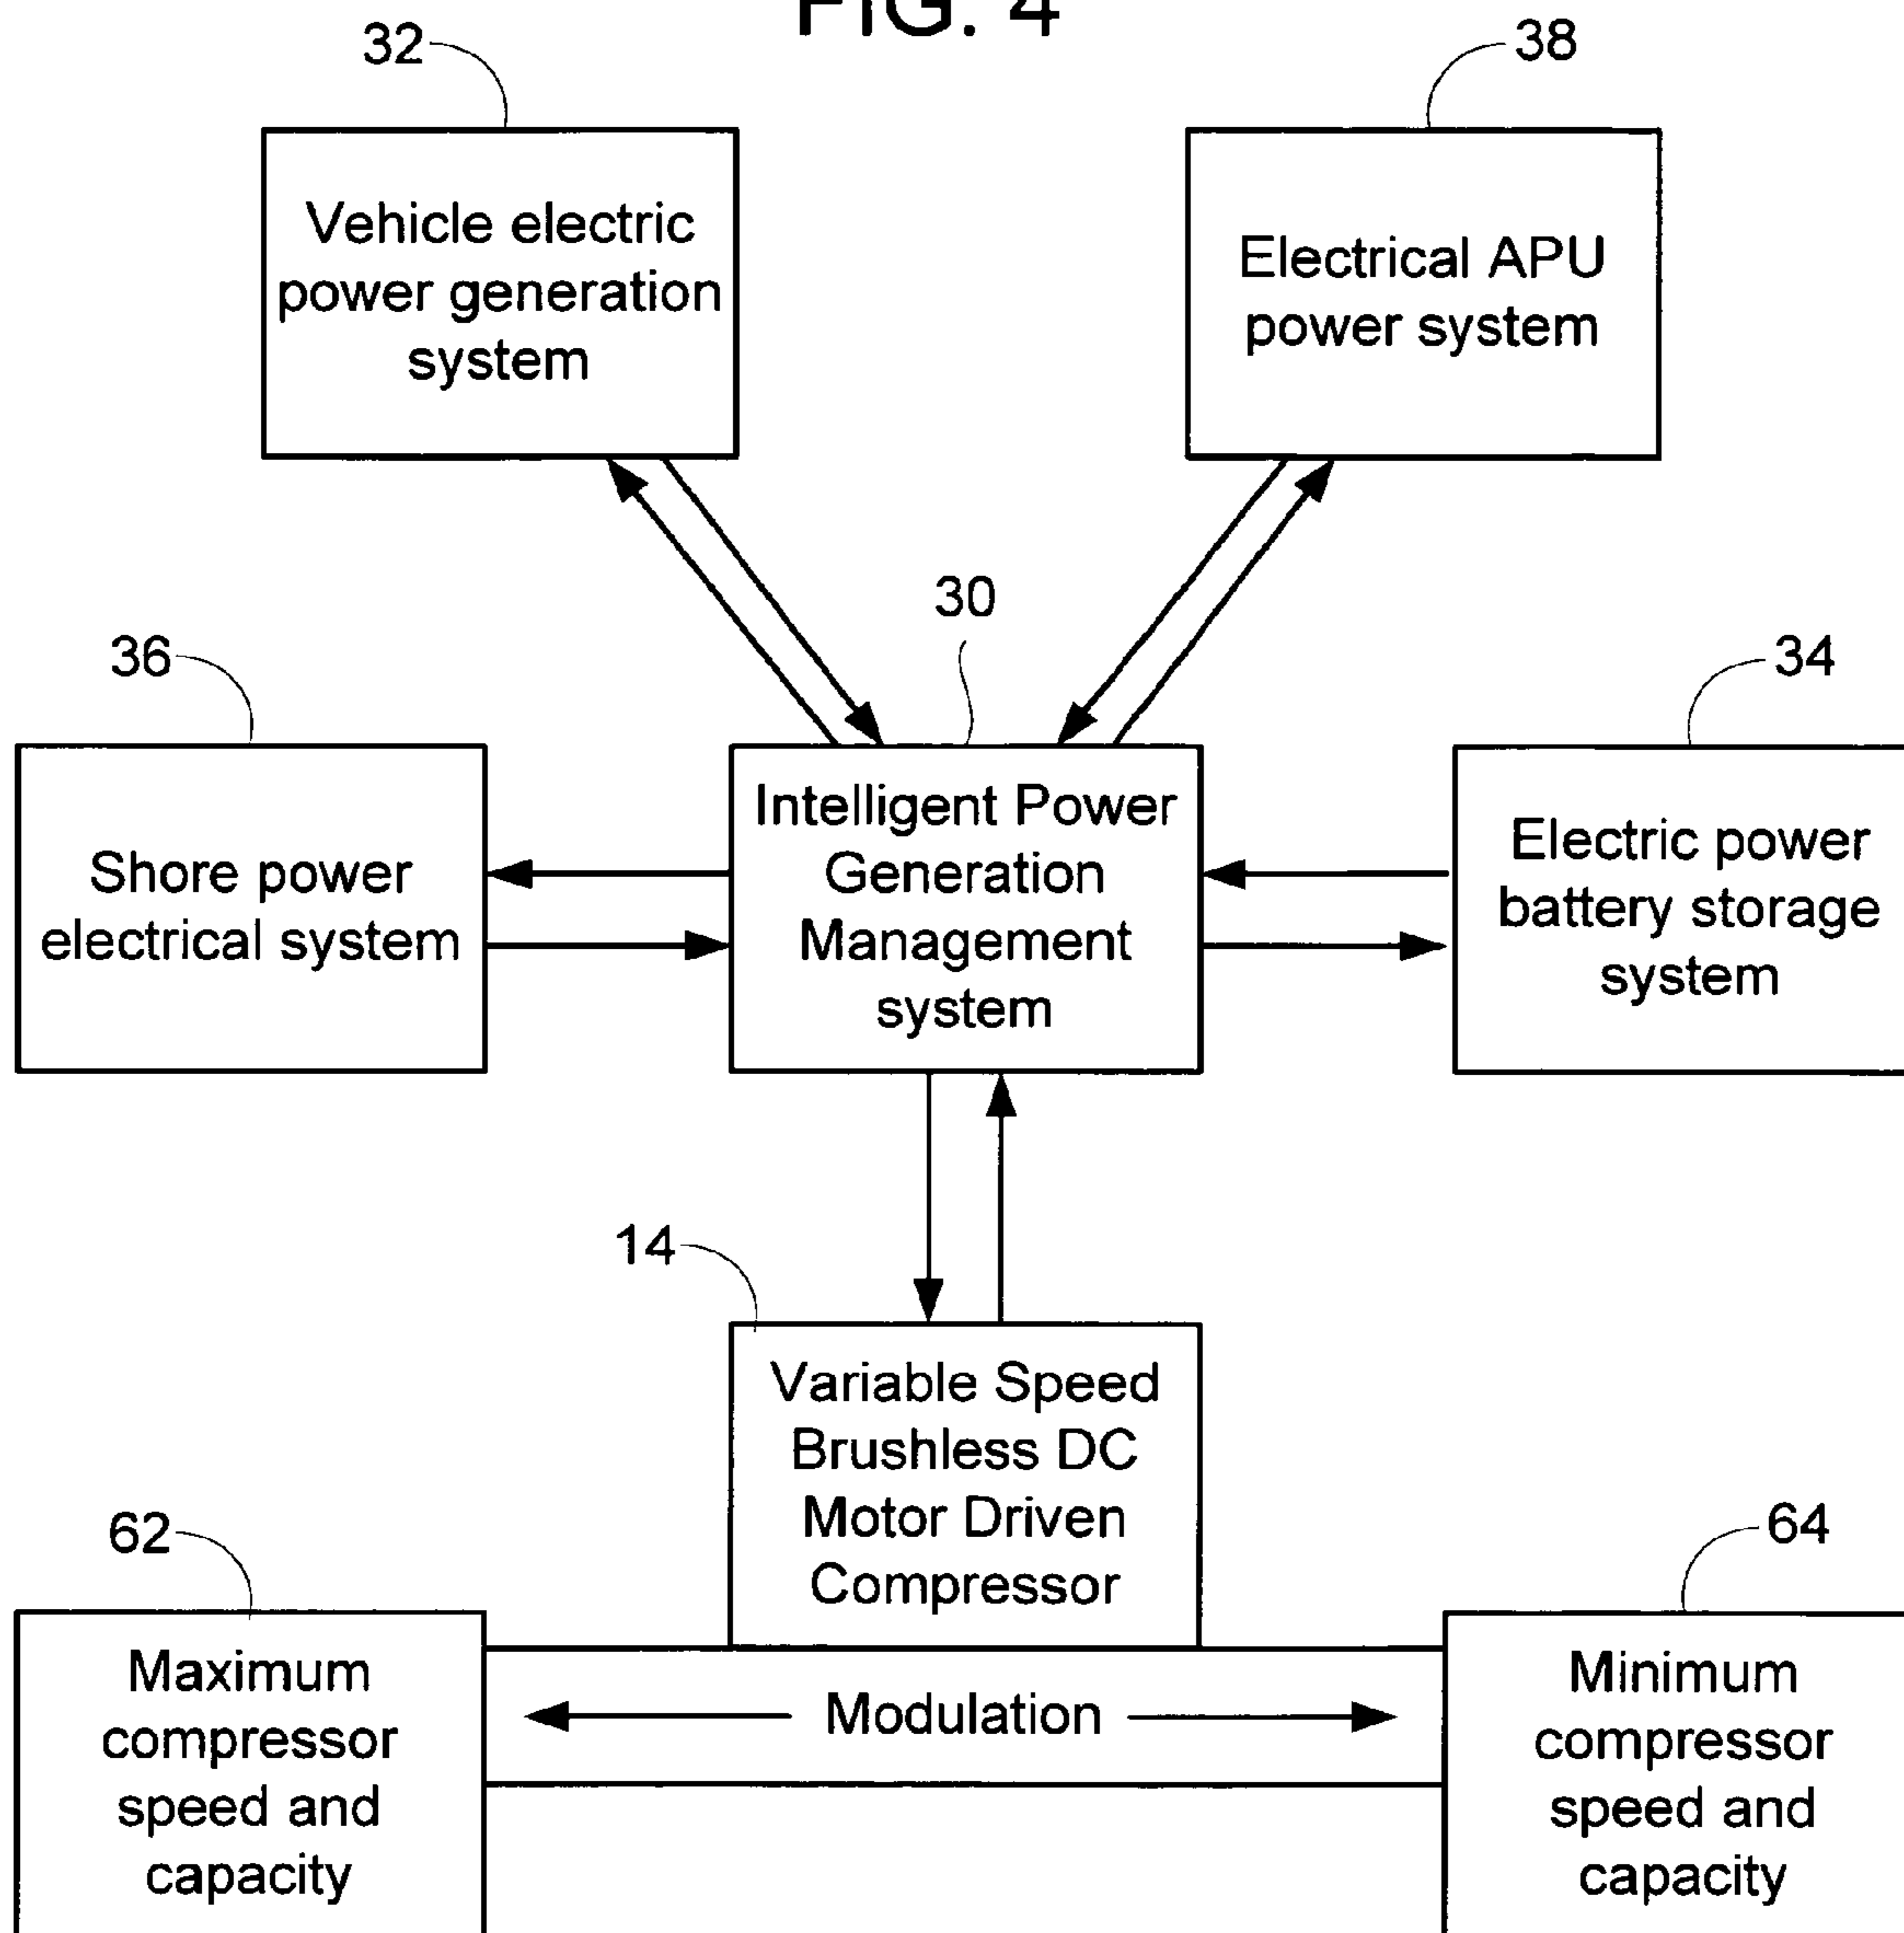 FIG. 4
32
38
Vehicle electric
power generation
system
Electrical APU
power system
30
36
34
Shore power
electrical system
Intelligent Power
Generation
Management
system
Electric power
battery storage
system
14
Variable Speed
Brushless DC
Motor Driven
Compressor
62
64
Maximum
compressor
speed and
capacity
Modulation
Minimum
compressor
speed and
capacity